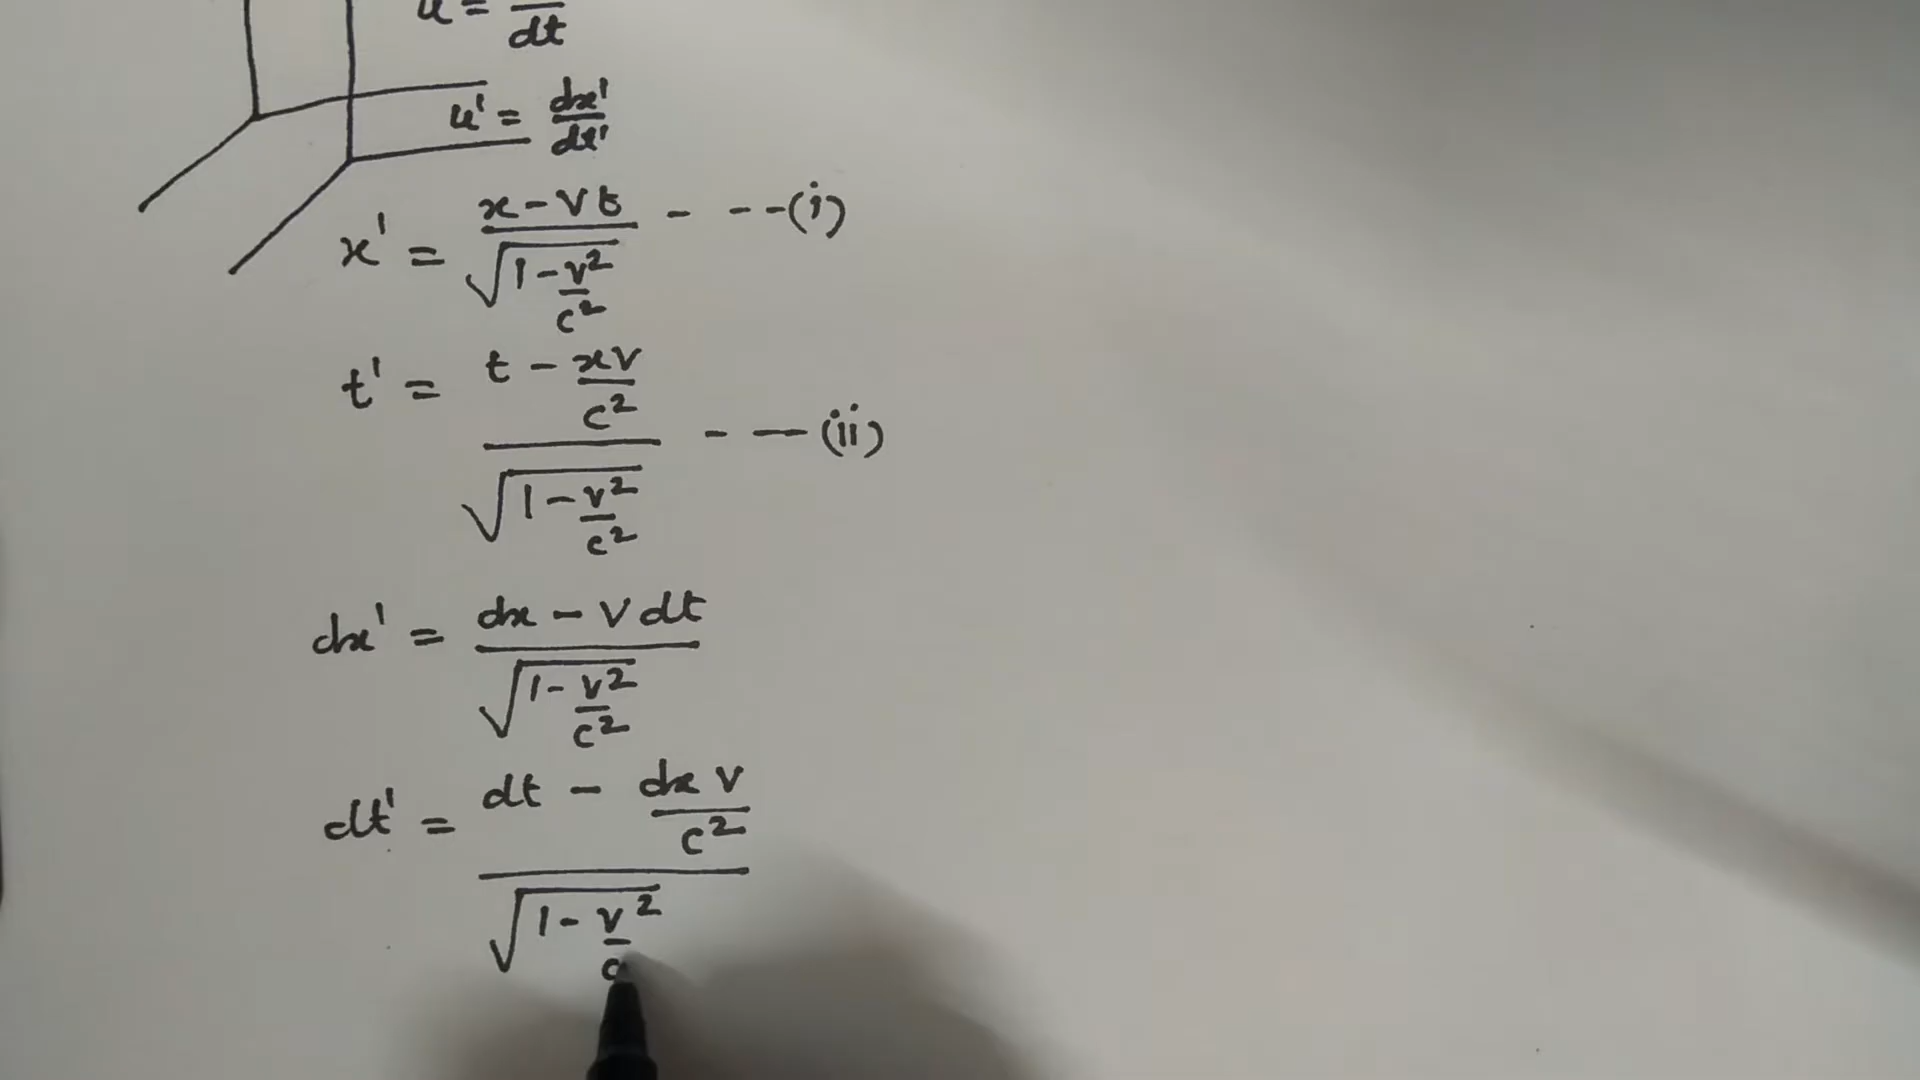 u =
dt
u' = dx'/dt'
x' = x - vt / √(1 - v²/c²) - - - -(i)
t' = t - xv/c² / √(1 - v²/c²) - — (ii)
dx' = dx - v dt / √(1 - v²/c²)
dt' = dt - dx v/c² / √(1 - v²/c